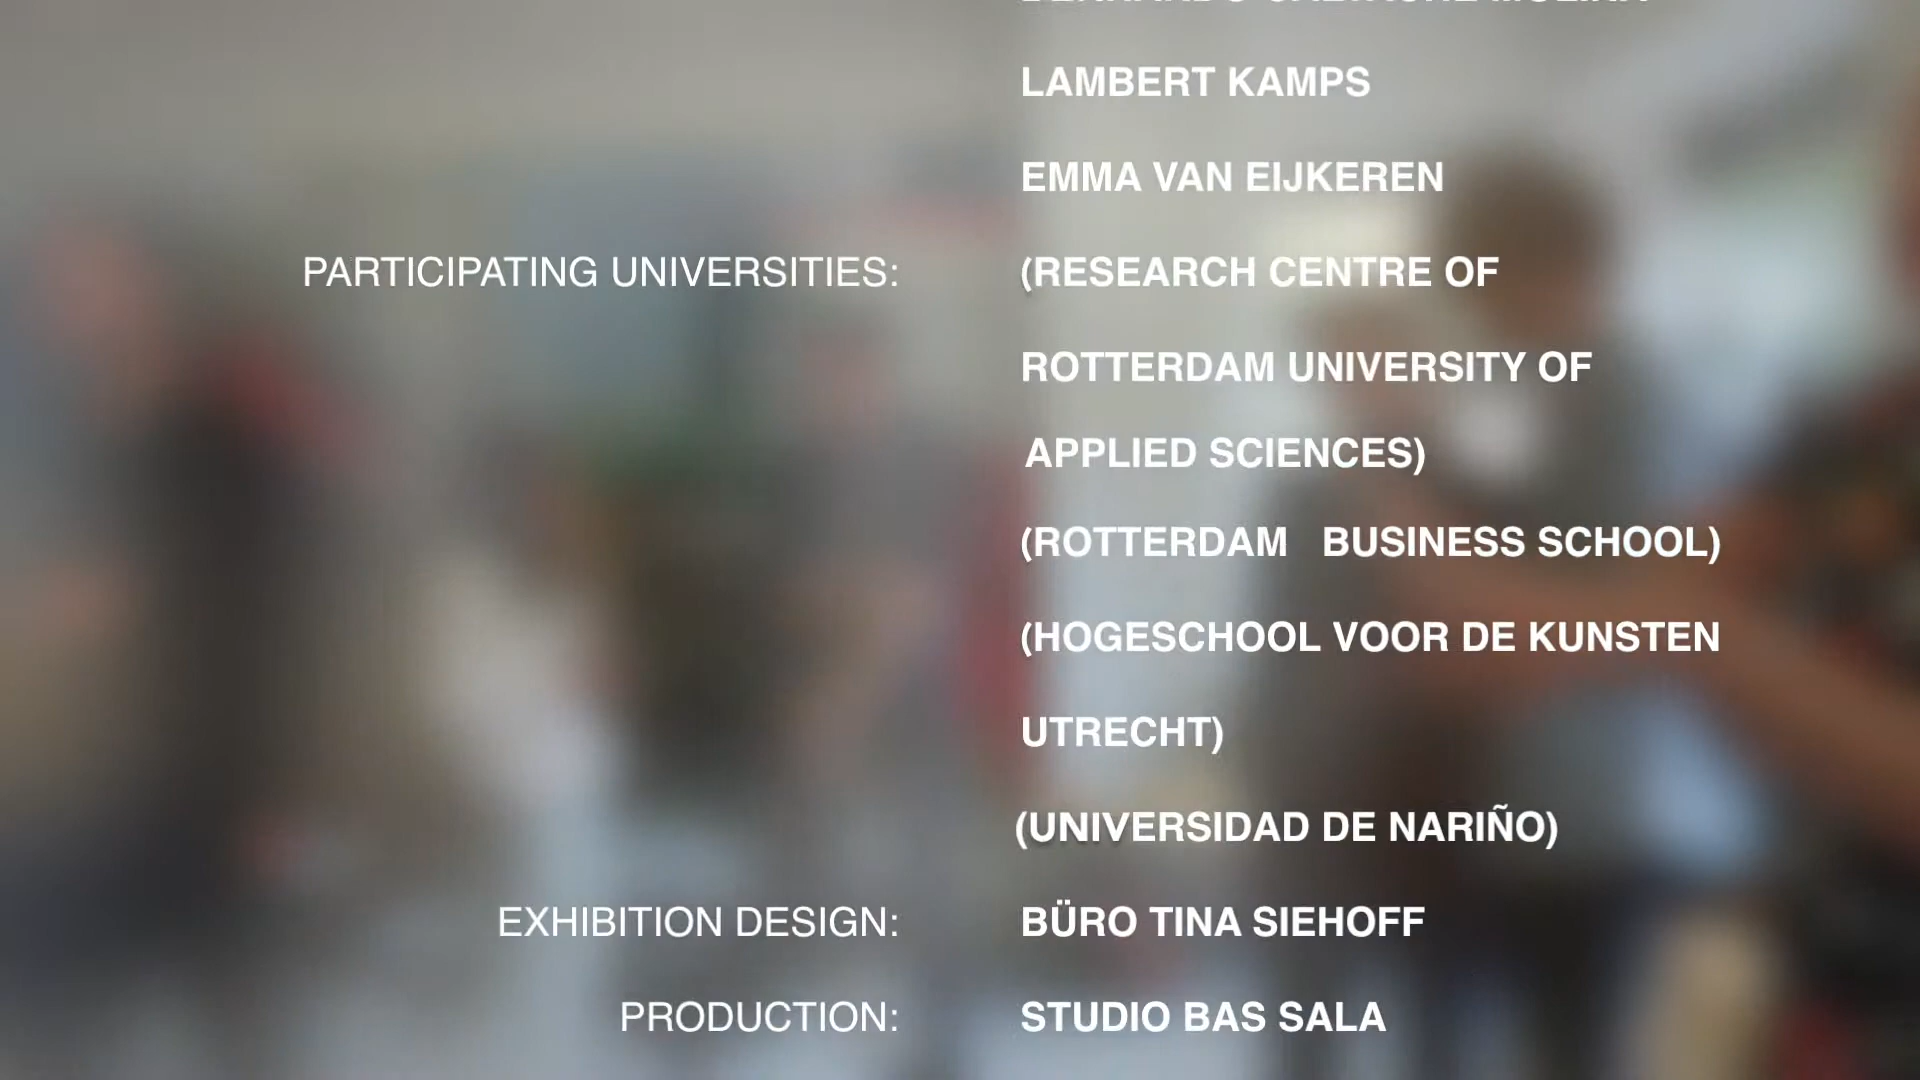 LAMBERT KAMPS
EMMA VAN EIJKEREN
PARTICIPATING UNIVERSITIES: (RESEARCH CENTRE OF
ROTTERDAM UNIVERSITY OF
APPLIED SCIENCES)
(ROTTERDAM BUSINESS SCHOOL)
(HOGESCHOOL VOOR DE KUNSTEN
UTRECHT)
(UNIVERSIDAD DE NARIÑO)
EXHIBITION DESIGN: BÜRO TINA SIEHOFF
PRODUCTION: STUDIO BAS SALA